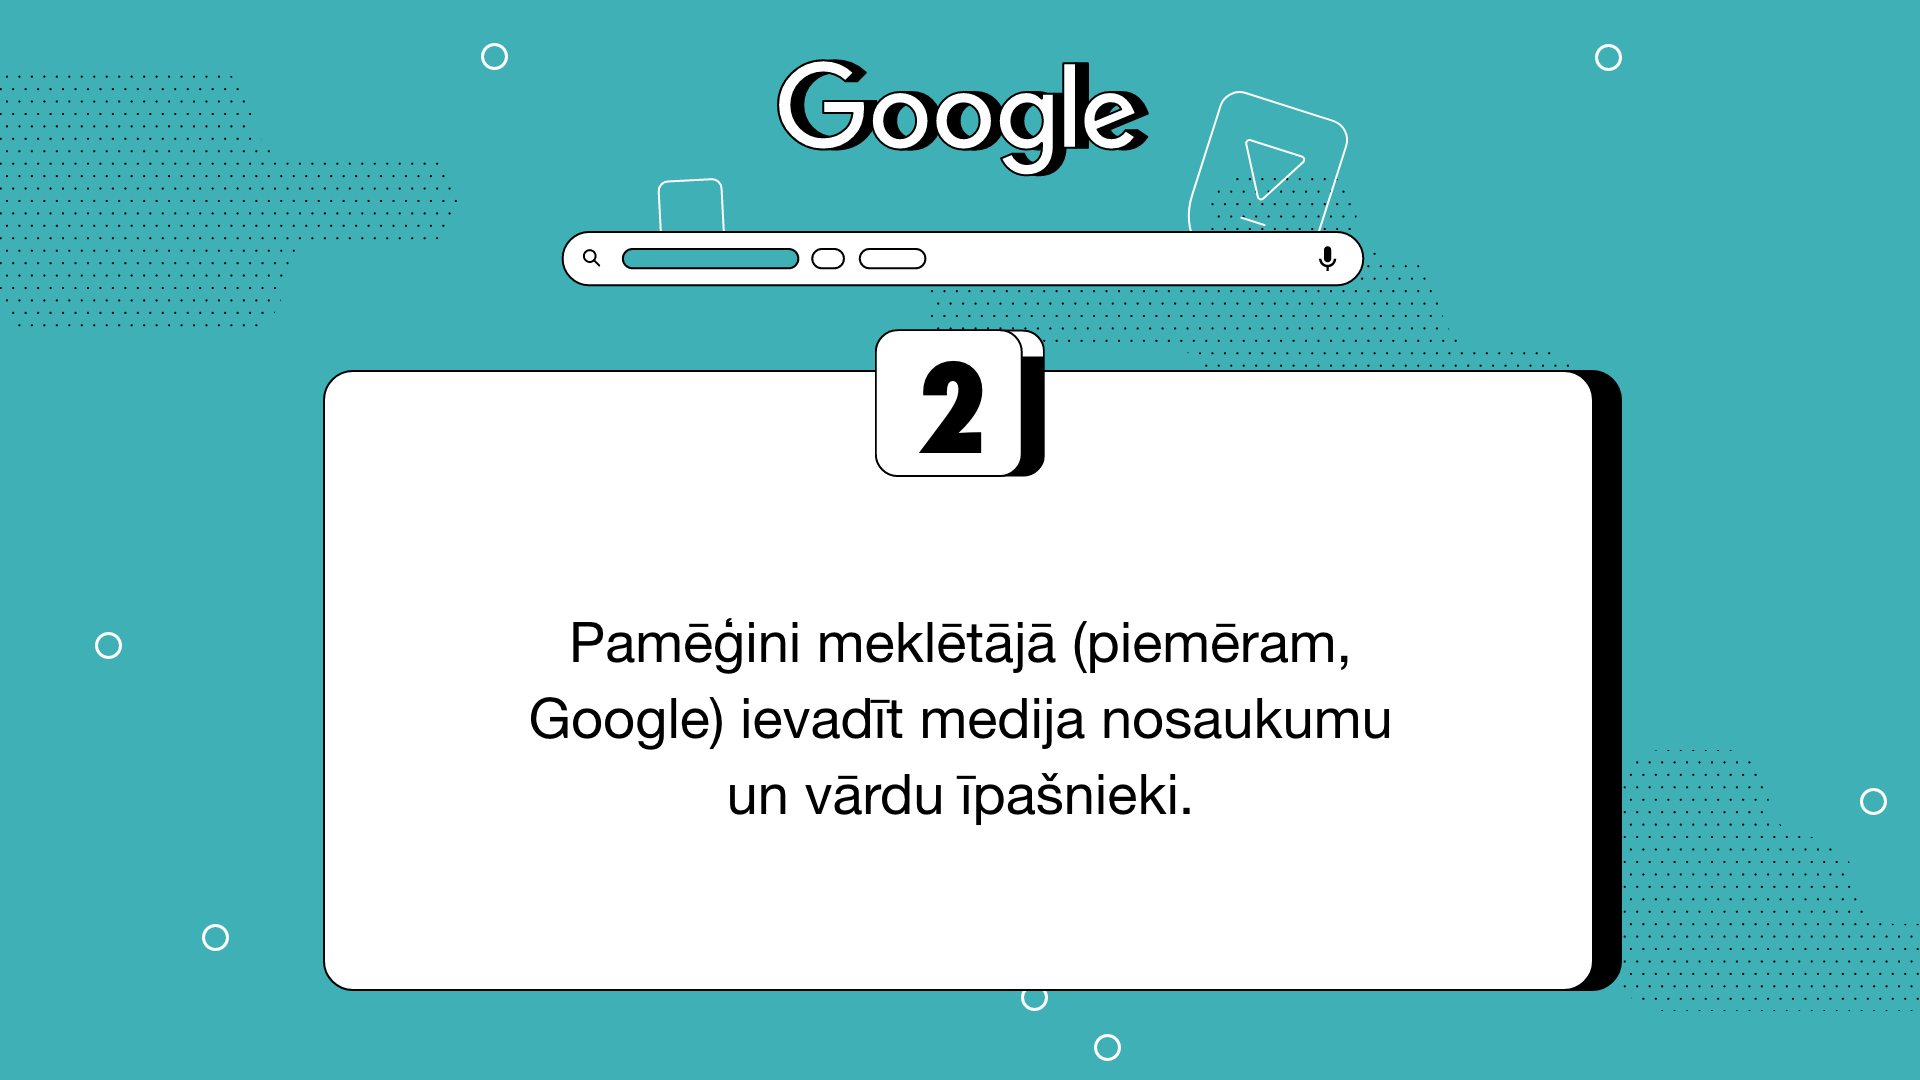 Google
2
Pamēģini meklētājā (piemēram,
Google) ievadīt medija nosaukumu
un vārdu īpašnieki.